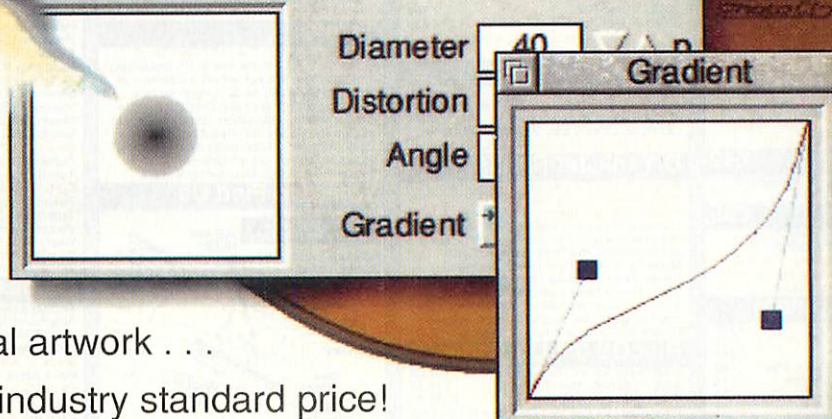 Diameter 40
Gradient
Distortion
Angle
Gradient
al artwork . . .
industry standard price!